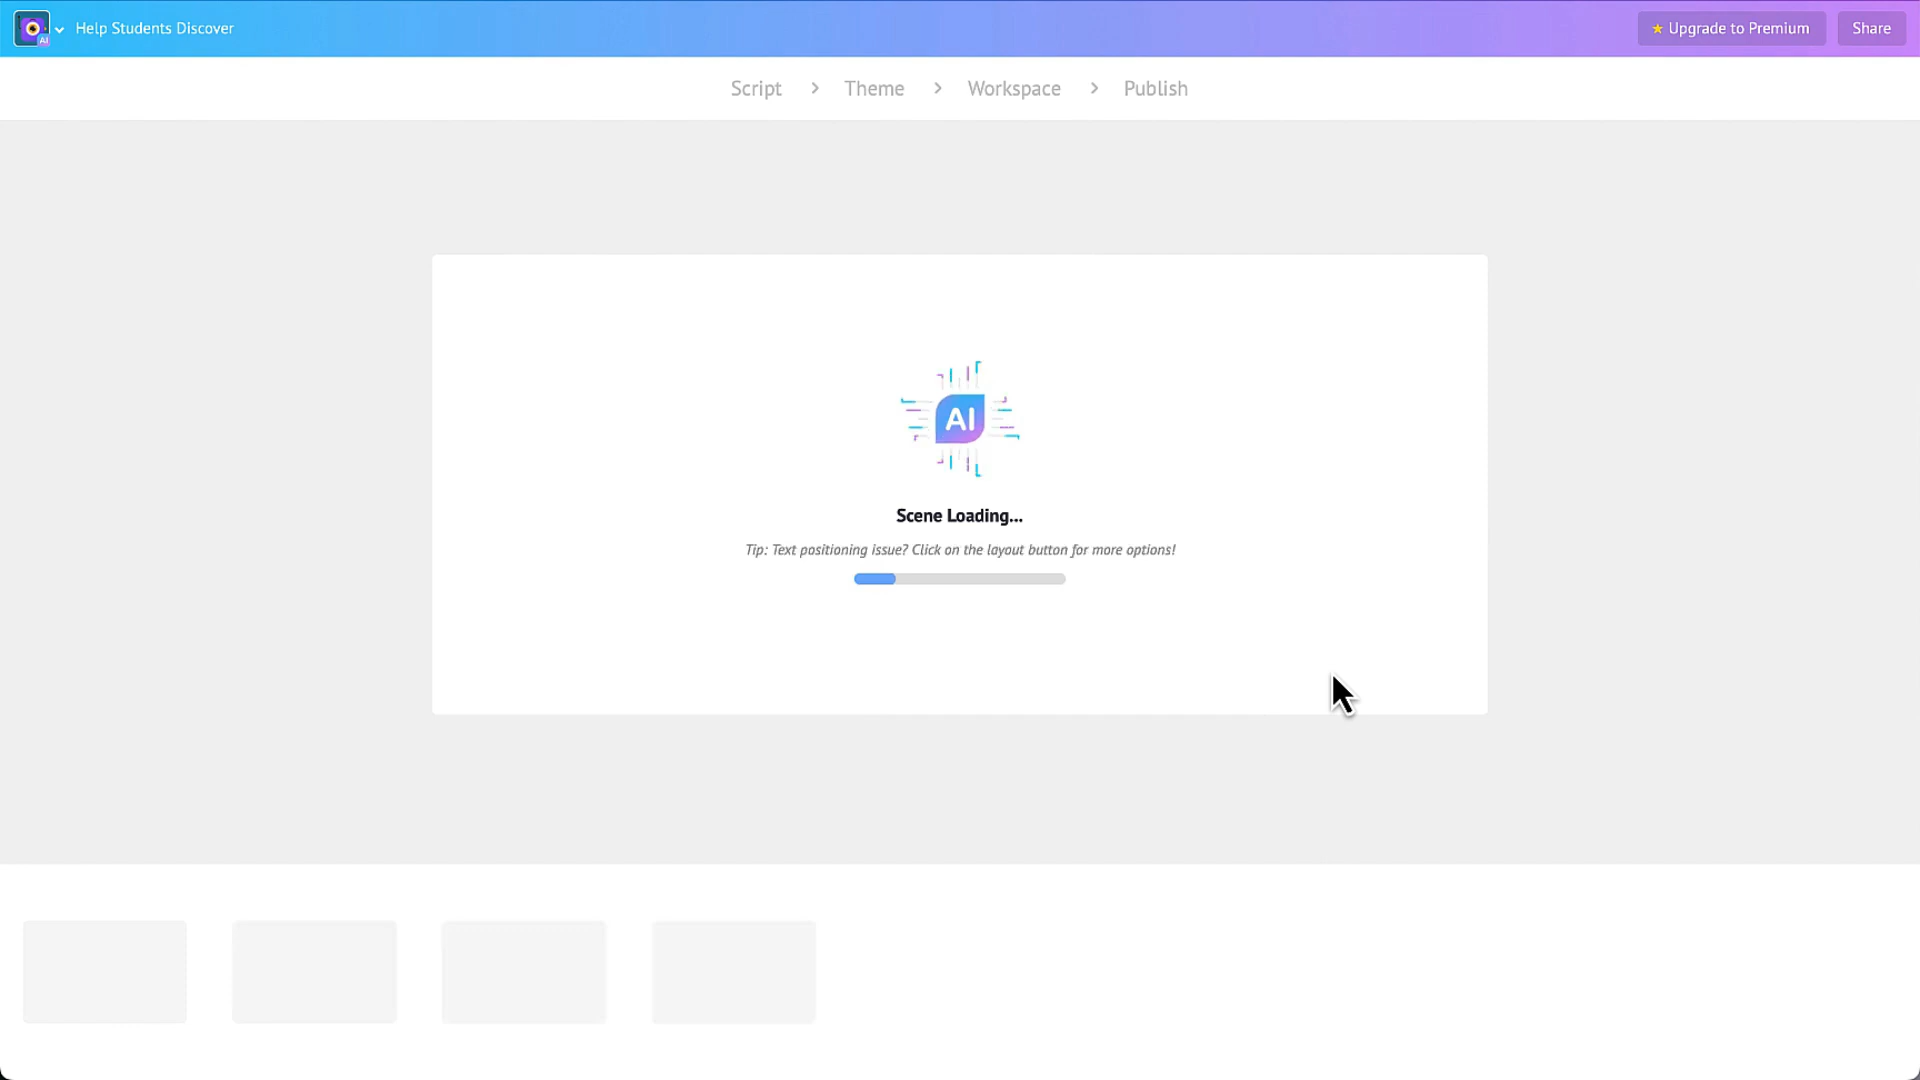 AI
Help Students Discover
★ Upgrade to Premium
Share
Script > Theme > Workspace > Publish
AI
Scene Loading...
Tip: Text positioning issue? Click on the layout button for more options!